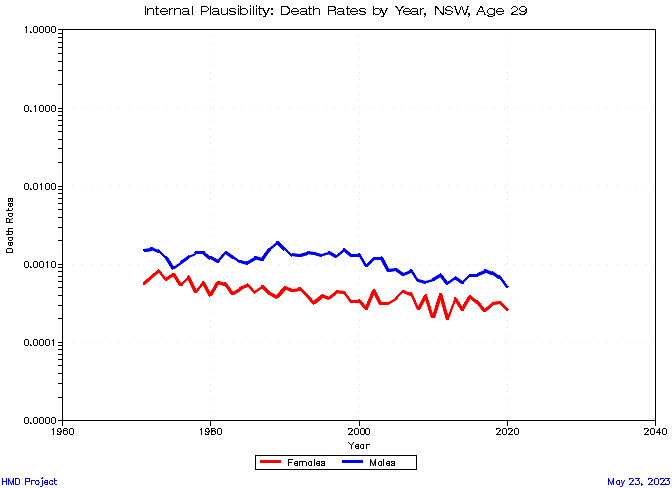 Internal Plausibility: Death Rates by Year, NSW, Age 29
1.0000
0.1000
0.0100
0.0010
0.0001
0.0000
Death Rates
1960 1980 2000 2020 2040
Year
Females Males
HMD Project May 23, 2023